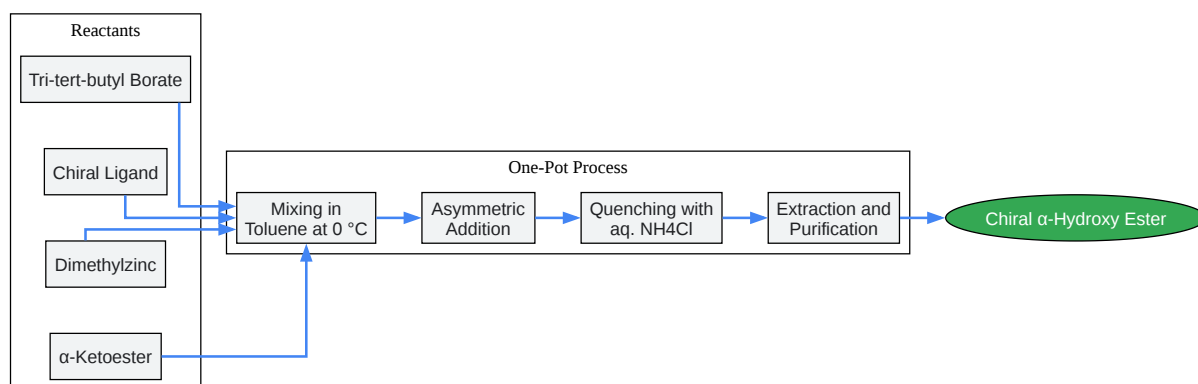 Reactants
Tri-tert-butyl Borate
Chiral Ligand
Dimethylzinc
α-Ketoester
One-Pot Process
Mixing in
Toluene at 0 °C
Asymmetric
Addition
Quenching with
aq. NH4Cl
Extraction and
Purification
Chiral α-Hydroxy Ester